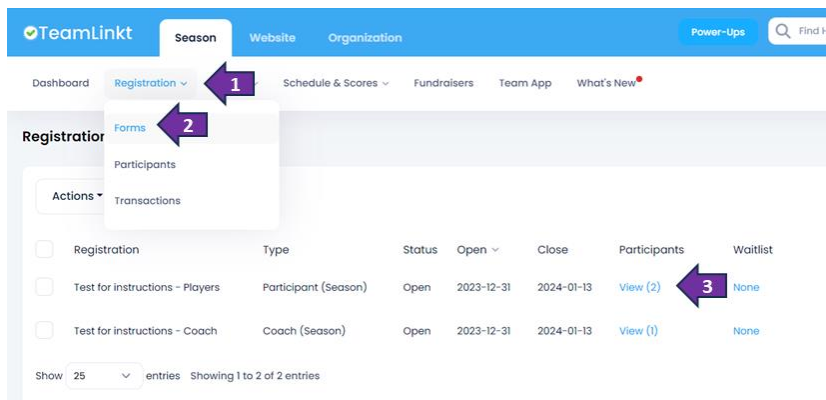 TeamLinkt Season Website Organization Power-Ups Find
Dashboard Registration 1 Schedule & Scores Fundraisers Team App What's New
Forms 2
Registration
Participants
Actions
Transactions
Registration Type Status Open Close Participants Waitlist
Test for instructions - Players Participant (Season) Open 2023-12-31 2024-01-13 View (2) 3 None
Test for instructions - Coach Coach (Season) Open 2023-12-31 2024-01-13 View (1) None
Show 25 entries Showing 1 to 2 of 2 entries